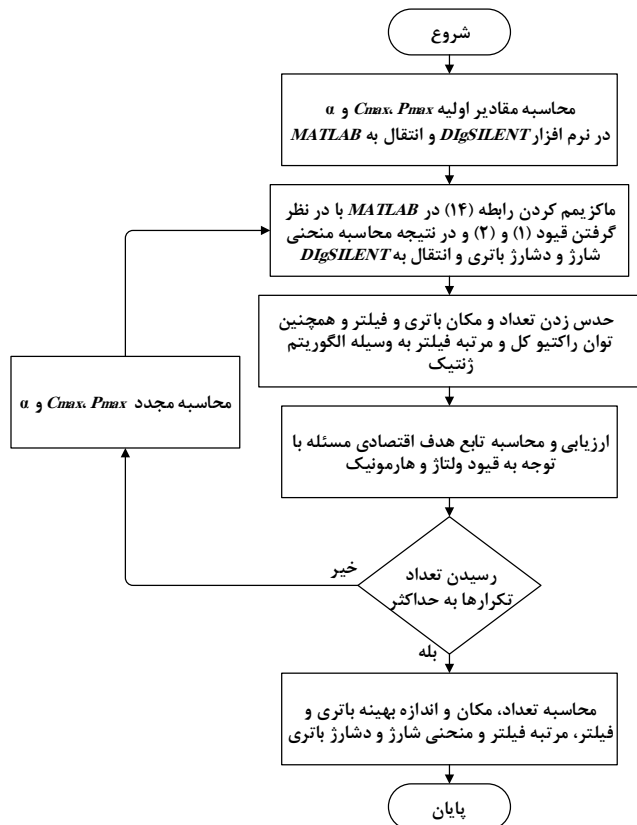 شروع
محاسبه مقادیر اولیه Cmax، Pmax و α
در نرم افزار DIgSILENT و انتقال به MATLAB
ماکزیمم کردن رابطه (۱۴) در MATLAB با در نظر
گرفتن قیود (۱) و (۲) و در نتیجه محاسبه منحنی
شارژ و دشارژ باتری و انتقال به DIgSILENT
حدس زدن تعداد و مکان باتری و فیلتر و همچنین
توان راکتیو کل و مرتبه فیلتر به وسیله الگوریتم
ژنتیک
محاسبه مجدد Cmax، Pmax و α
ارزیابی و محاسبه تابع هدف اقتصادی مسئله با
توجه به قیود ولتاژ و هارمونیک
خیر
رسیدن تعداد
تکرارها به حداکثر
بله
محاسبه تعداد، مکان و اندازه بهینه باتری و
فیلتر، مرتبه فیلتر و منحنی شارژ و دشارژ باتری
پایان